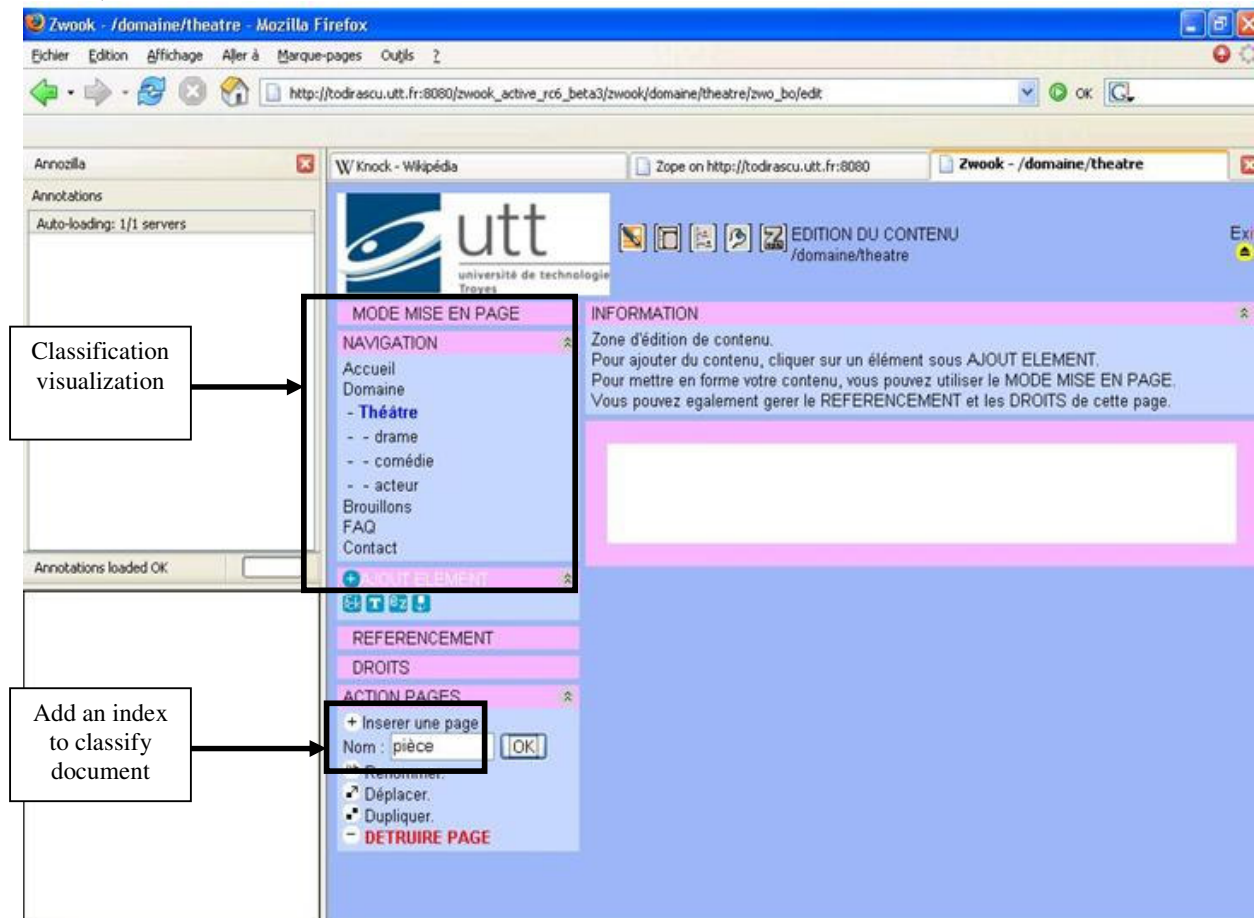 Zwook - /domaine/theatre - Mozilla Firefox
Fichier Edition Affichage Aller à Marque-pages Outils ?
http://todirascu.utt.fr:8080/zwook_active_rc6_beta3/zwook/domaine/theatre/zwo_bo/edit
OK
Annozilla
W Knock - Wikipédia
Zope on http://todirascu.utt.fr:8080
Zwook - /domaine/theatre
Annotations
Auto-loading: 1/1 servers
utt
université de technologie
Troyes
EDITION DU CONTENU
/domaine/theatre
Exi
MODE MISE EN PAGE
INFORMATION
NAVIGATION
Zone d'édition de contenu.
Pour ajouter du contenu, cliquer sur un élément sous AJOUT ELEMENT.
Pour mettre en forme votre contenu, vous pouvez utiliser le MODE MISE EN PAGE.
Vous pouvez egalement gerer le REFERENCEMENT et les DROITS de cette page.
Classification
visualization
Accueil
Domaine
- Théâtre
- - drame
- - comédie
- - acteur
Brouillons
FAQ
Contact
Annotations loaded OK
AJOUT ELEMENT
REFERENCEMENT
DROITS
ACTION PAGES
Add an index
to classify
document
+ Inserer une page
Nom : pièce OK
Renommer.
Déplacer.
Dupliquer.
DETRUIRE PAGE